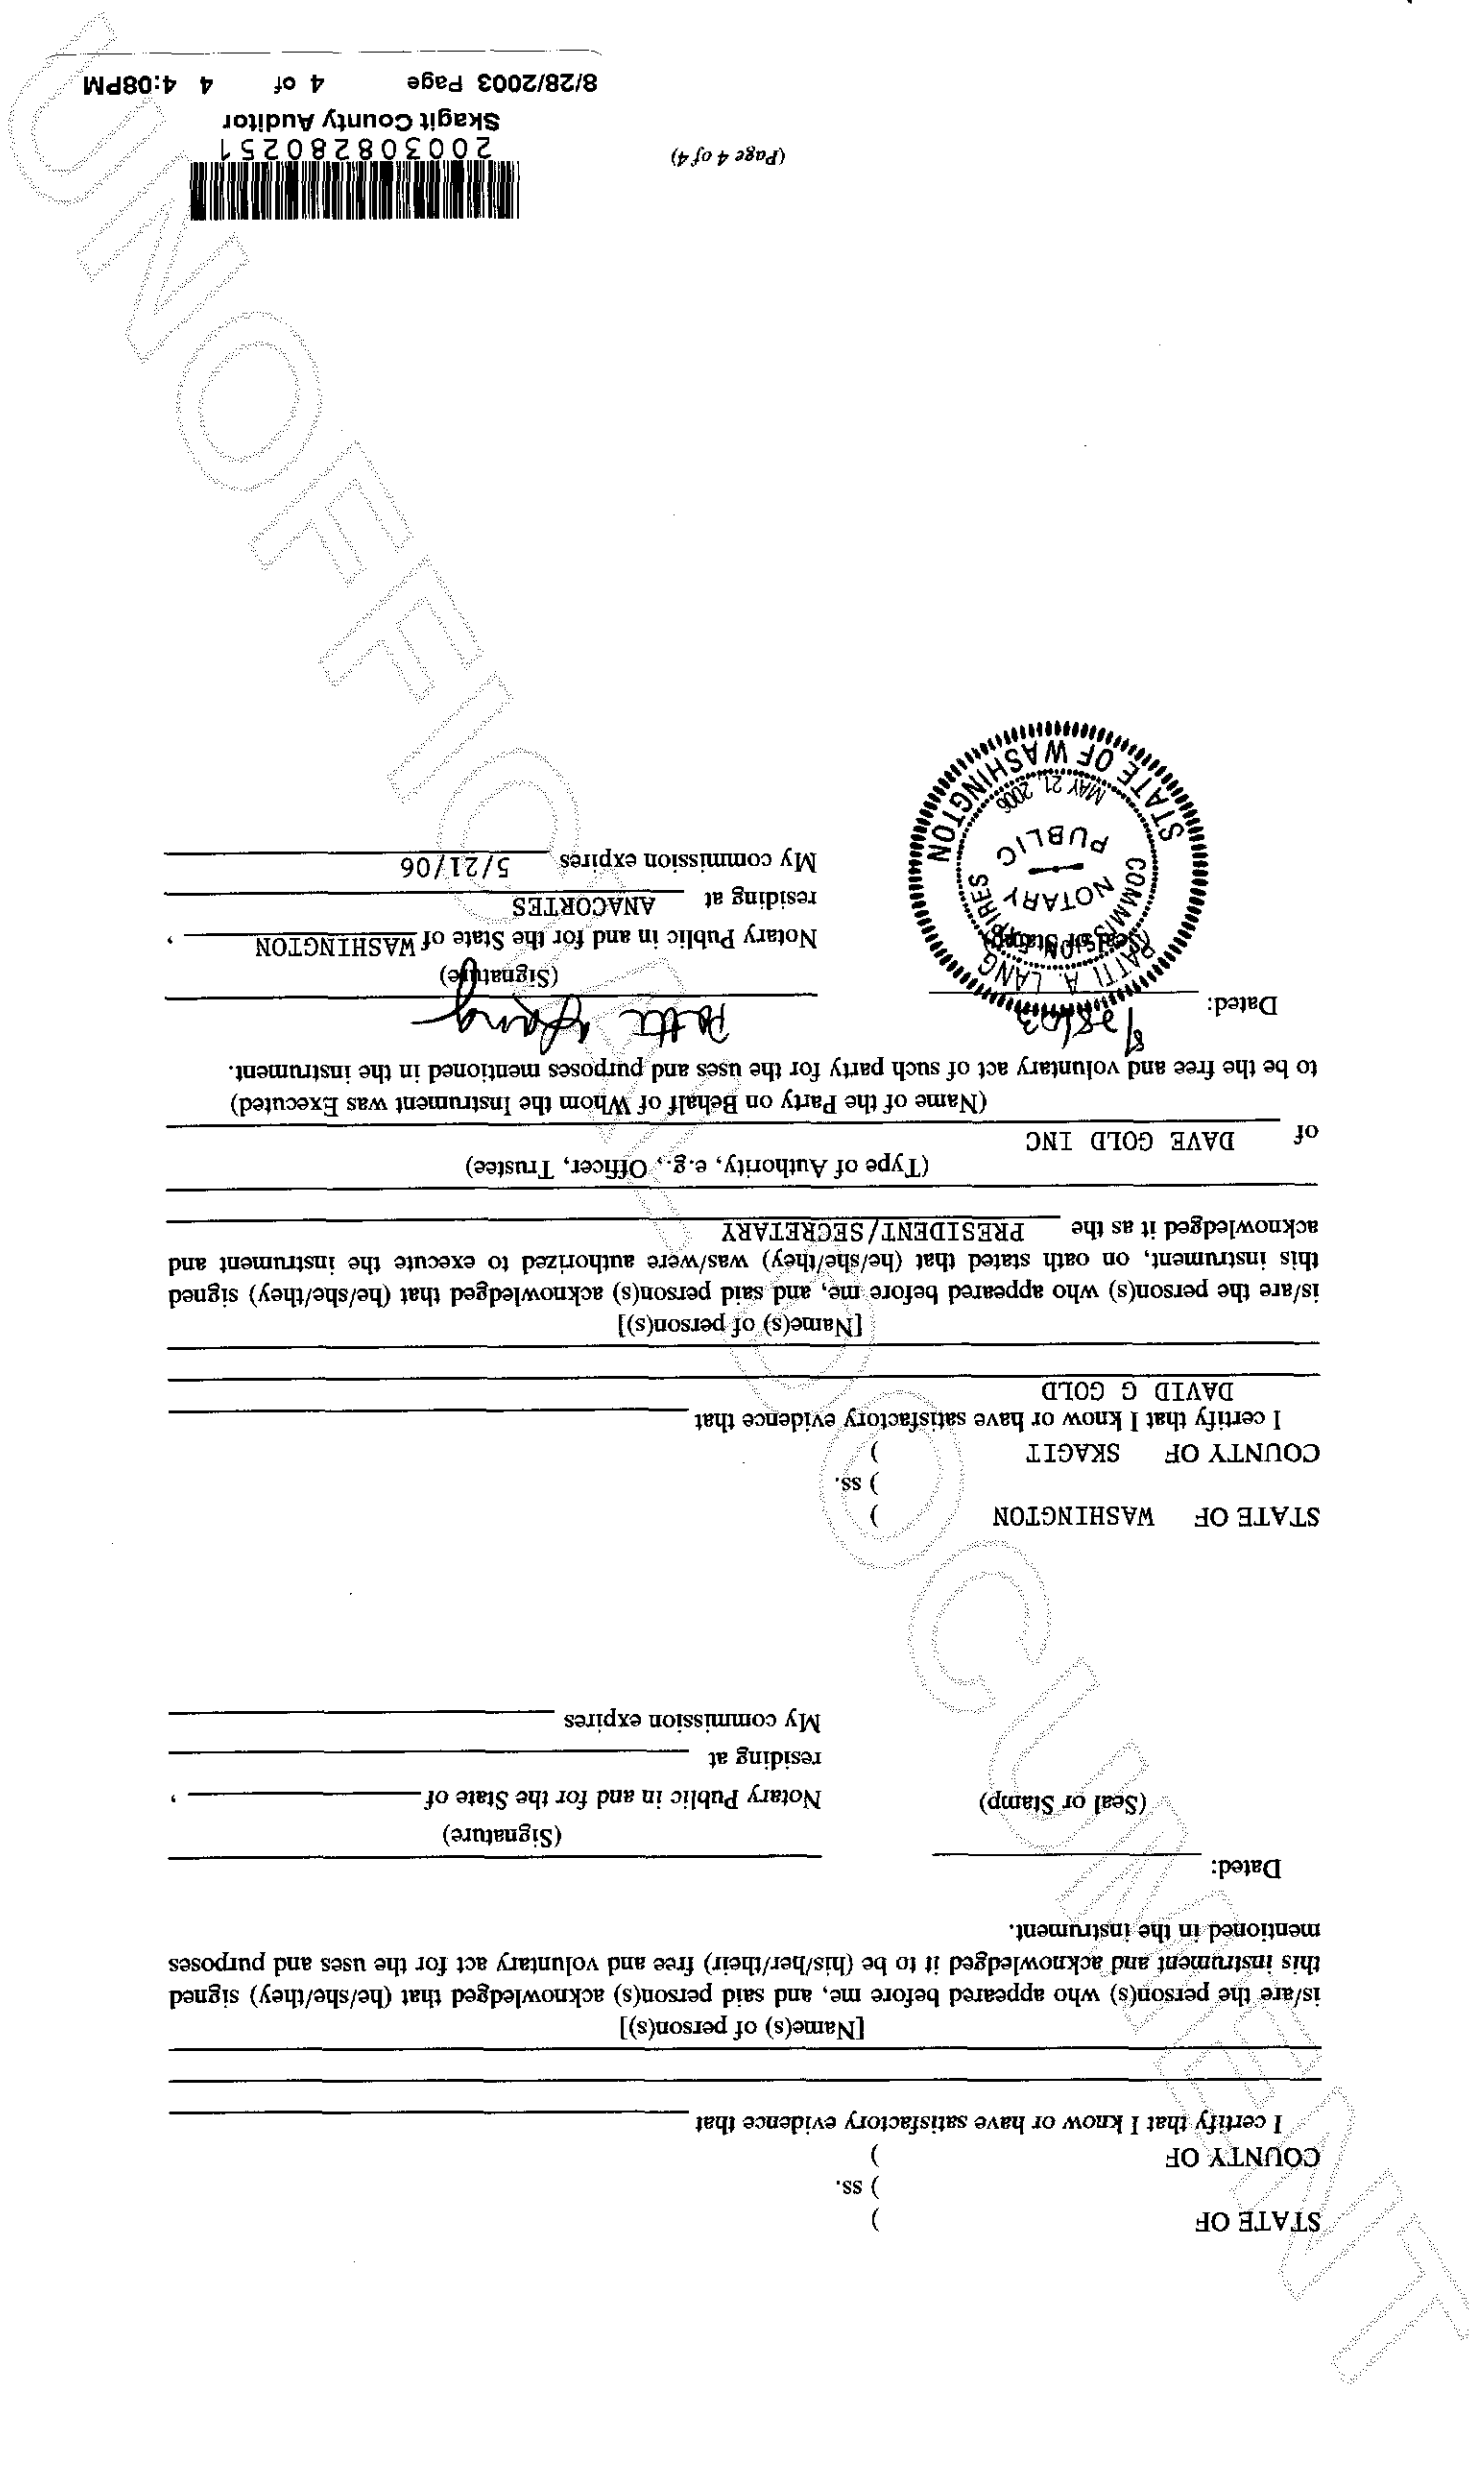 STATE OF )
) ss.
COUNTY OF )
I certify that I know or have satisfactory evidence that
[Name(s) of person(s)]
is/are the person(s) who appeared before me, and said person(s) acknowledged that (he/she/they) signed
this instrument and acknowledged it to be (his/her/their) free and voluntary act for the uses and purposes
mentioned in the instrument.
Dated:
(Signature)
(Seal or Stamp)
Notary Public in and for the State of ,
residing at
My commission expires
STATE OF WASHINGTON )
) ss.
COUNTY OF SKAGIT )
I certify that I know or have satisfactory evidence that
DAVID G GOLD
[Name(s) of person(s)]
is/are the person(s) who appeared before me, and said person(s) acknowledged that (he/she/they) signed
this instrument, on oath stated that (he/she/they) was/were authorized to execute the instrument and
acknowledged it as the PRESIDENT/SECRETARY
(Type of Authority, e.g., Officer, Trustee)
of DAVE GOLD INC
(Name of the Party on Behalf of Whom the Instrument was Executed)
to be the free and voluntary act of such party for the uses and purposes mentioned in the instrument.
Dated: 8/28/03
Patti Lang
(Signature)
(Seal or Stamp)
PATTI A. LANG
COMMISSION EXPIRES
NOTARY
PUBLIC
MAY 21, 2006
STATE OF WASHINGTON
Notary Public in and for the State of WASHINGTON ,
residing at ANACORTES
My commission expires 5/21/06
(Page 4 of 4)
200308280251
Skagit County Auditor
8/28/2003 Page 4 of 4 4:08PM
UNOFFICIAL DOCUMENT